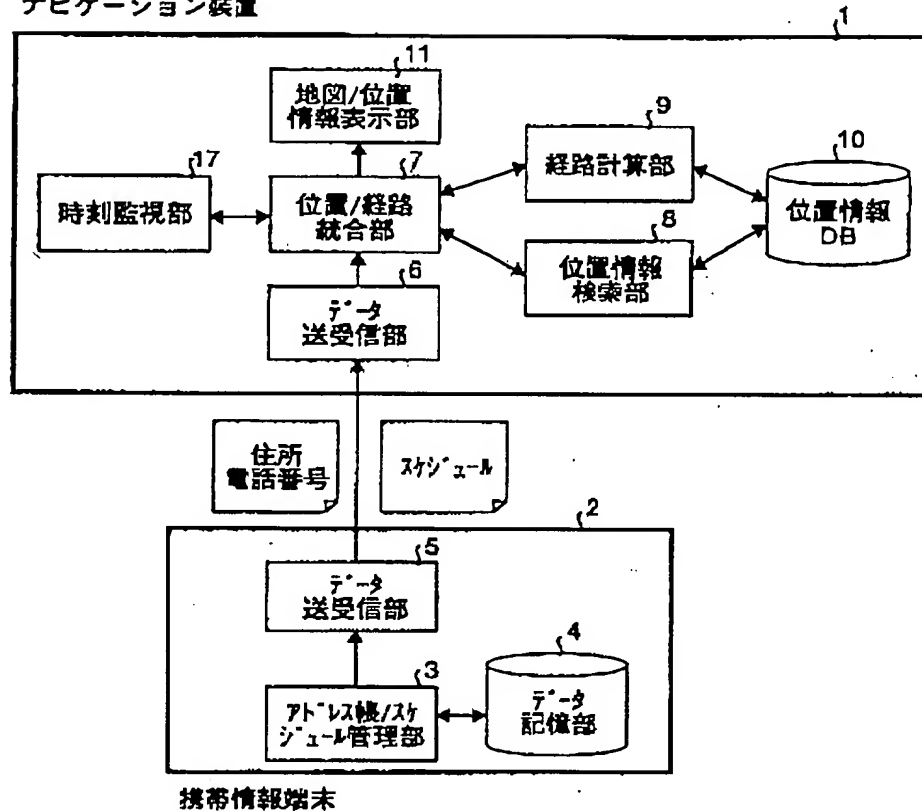 ナビゲーション装置
1
11
地図/位置
情報表示部
9
経路計算部
10
位置情報
DB
17
時刻監視部
7
位置/経路
統合部
8
位置情報
検索部
6
データ
送受信部
住所
電話番号
スケジュール
2
5
データ
送受信部
4
データ
記憶部
3
アドレス帳/スケ
ジュール管理部
携帯情報端末